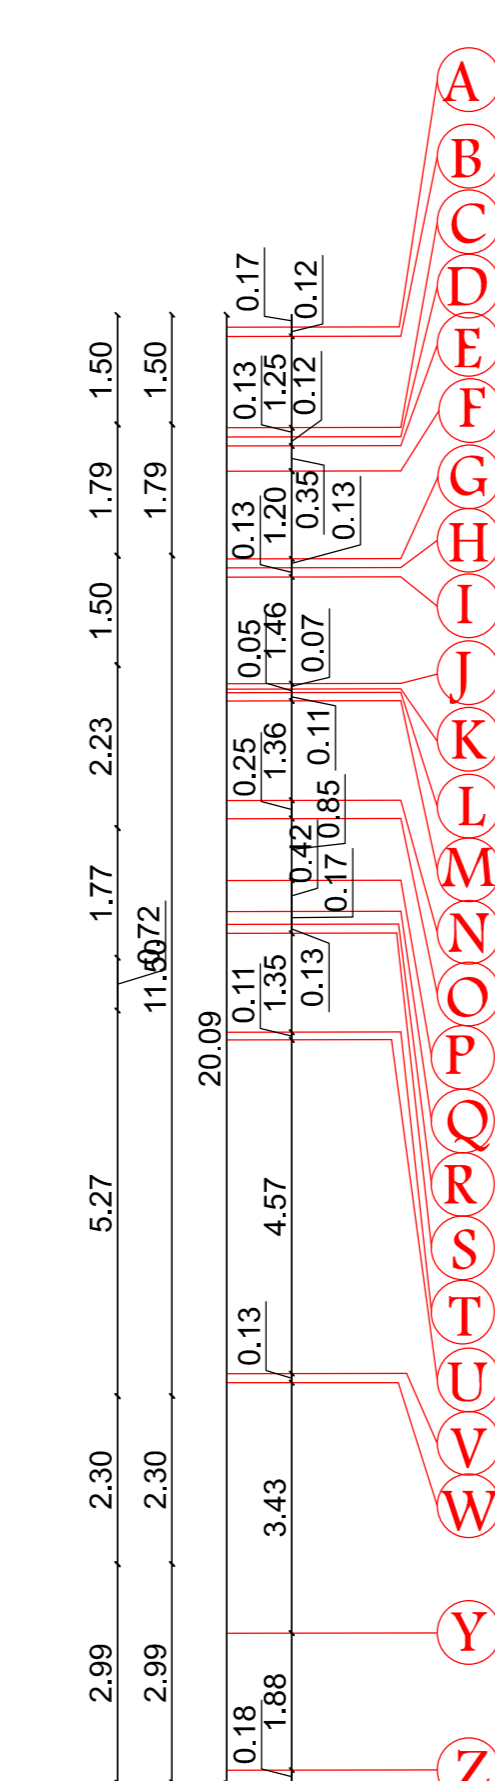 A
B
C
D
E
F
G
H
I
J
K
L
M
N
O
P
Q
R
S
T
U
V
W
Y
Z
1.50
1.79
1.50
2.23
1.77
0.72
5.27
2.30
2.99
1.50
1.79
11.50
2.30
2.99
20.09
0.17
0.12
0.13
1.25
0.12
0.35
0.13
1.20
0.13
1.46
0.05
0.07
0.11
0.25
1.36
0.85
0.42
0.17
0.13
0.11
1.35
4.57
0.13
3.43
1.88
0.18